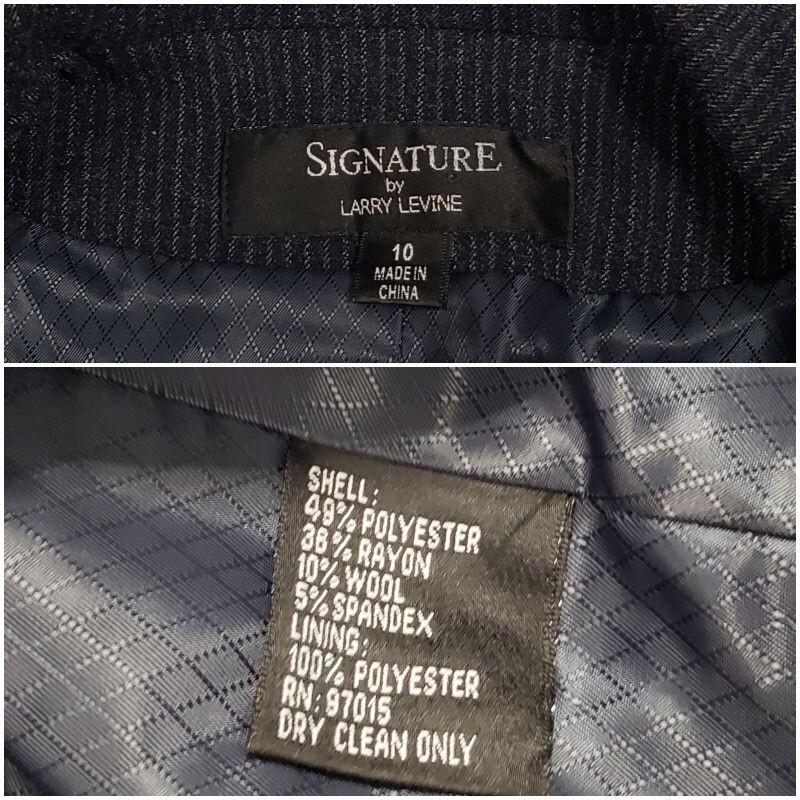 SIGNATURE
by
LARRY LEVINE
10
MADE IN
CHINA
SHELL:
49% POLYESTER
36% RAYON
10% WOOL
5% SPANDEX
LINING:
100% POLYESTER
RN: 97015
DRY CLEAN ONLY